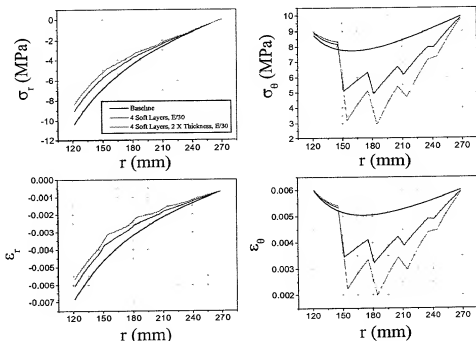 0
-2
-4
-6
-8
-10
-12
σr (MPa)
Baseline
4 Soft Layers, E/30
4 Soft Layers, 2 X Thickness, E/30
120 150 180 210 240 270
r (mm)
10
9
8
7
6
5
4
3
2
σθ (MPa)
120 150 180 210 240 270
r (mm)
0.000
-0.001
-0.002
-0.003
-0.004
-0.005
-0.006
-0.007
εr
120 150 180 210 240 270
r (mm)
0.006
0.005
0.004
0.003
0.002
εθ
120 150 180 210 240 270
r (mm)